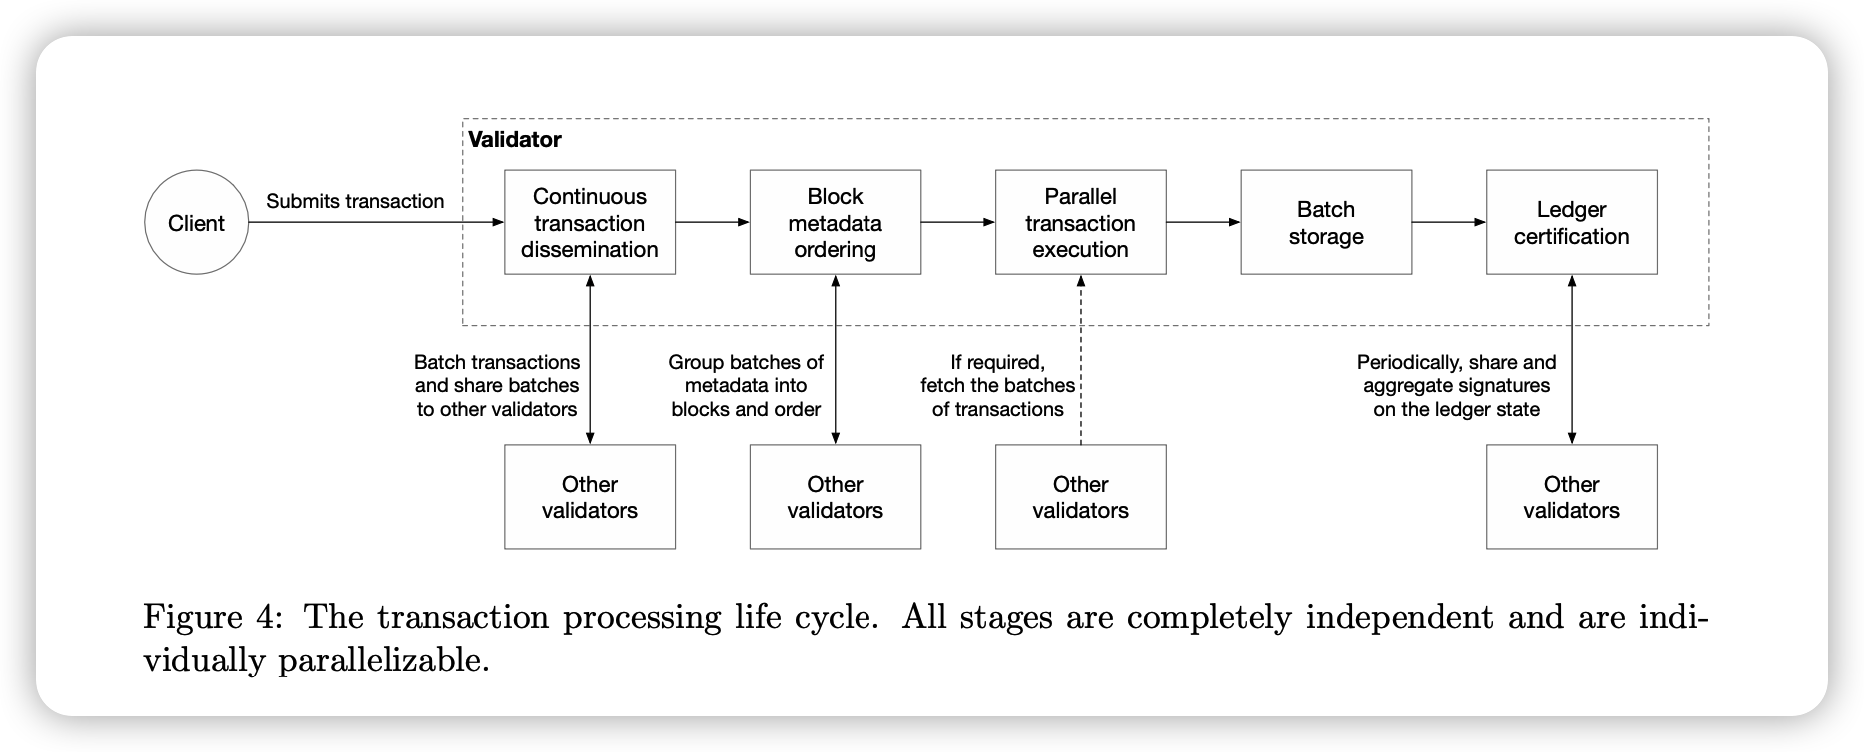 Validator
Client
Submits transaction
Continuous
transaction
dissemination
Block
metadata
ordering
Parallel
transaction
execution
Batch
storage
Ledger
certification
Batch transactions
and share batches
to other validators
Group batches of
metadata into
blocks and order
If required,
fetch the batches
of transactions
Periodically, share and
aggregate signatures
on the ledger state
Other
validators
Other
validators
Other
validators
Other
validators
Figure 4: The transaction processing life cycle. All stages are completely independent and are indi-
vidually parallelizable.